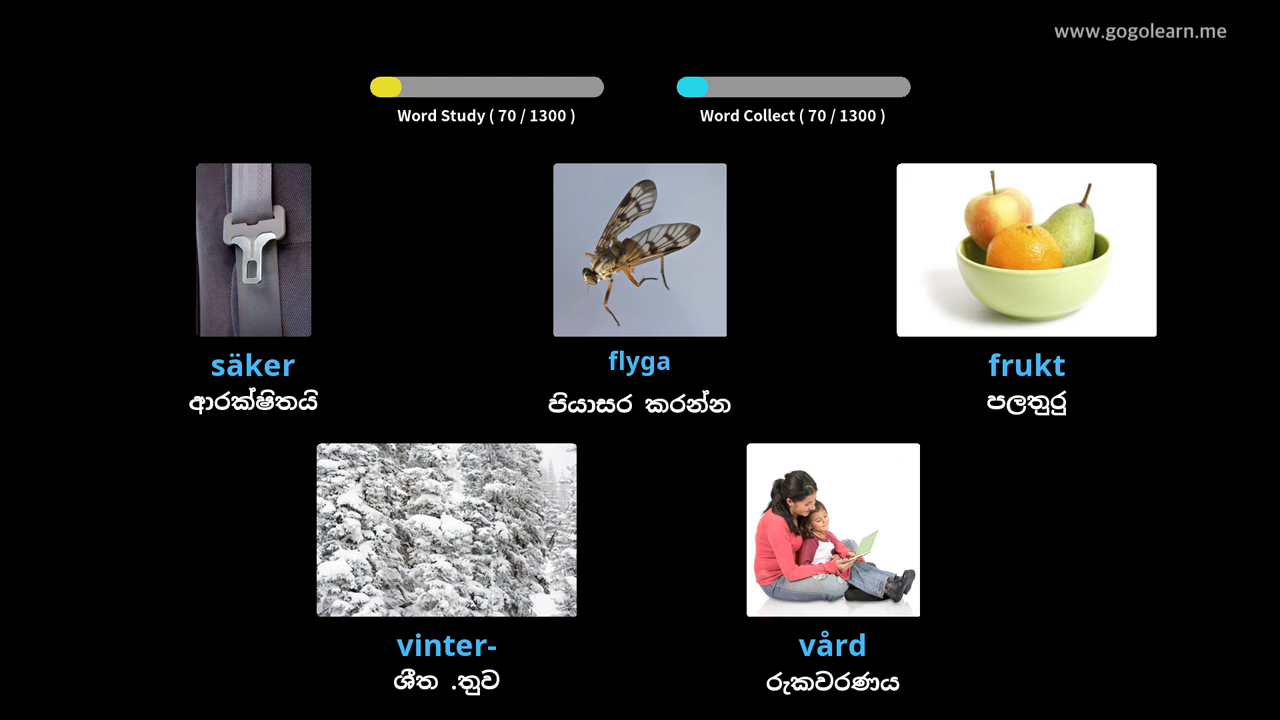 www.gogolearn.me
Word Study ( 70 / 1300 )
Word Collect ( 70 / 1300 )
säker
ආරක්ෂිතයි
flyga
පියාසර කරන්න
frukt
පලතුරු
vinter-
ශීත .තුව
vård
රුකවරණය